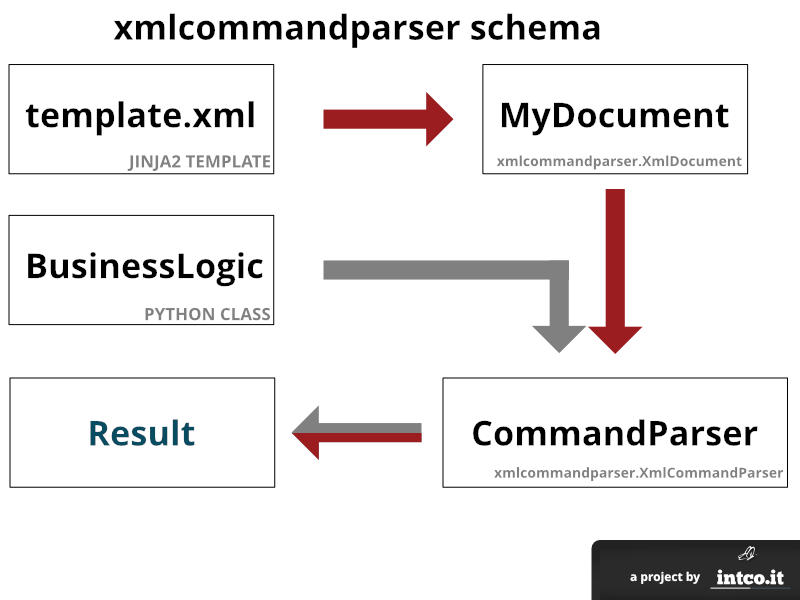 xmlcommandparser schema
template.xml
JINJA2 TEMPLATE
MyDocument
xmlcommandparser.XmlDocument
BusinessLogic
PYTHON CLASS
Result
CommandParser
xmlcommandparser.XmlCommandParser
a project by intco.it